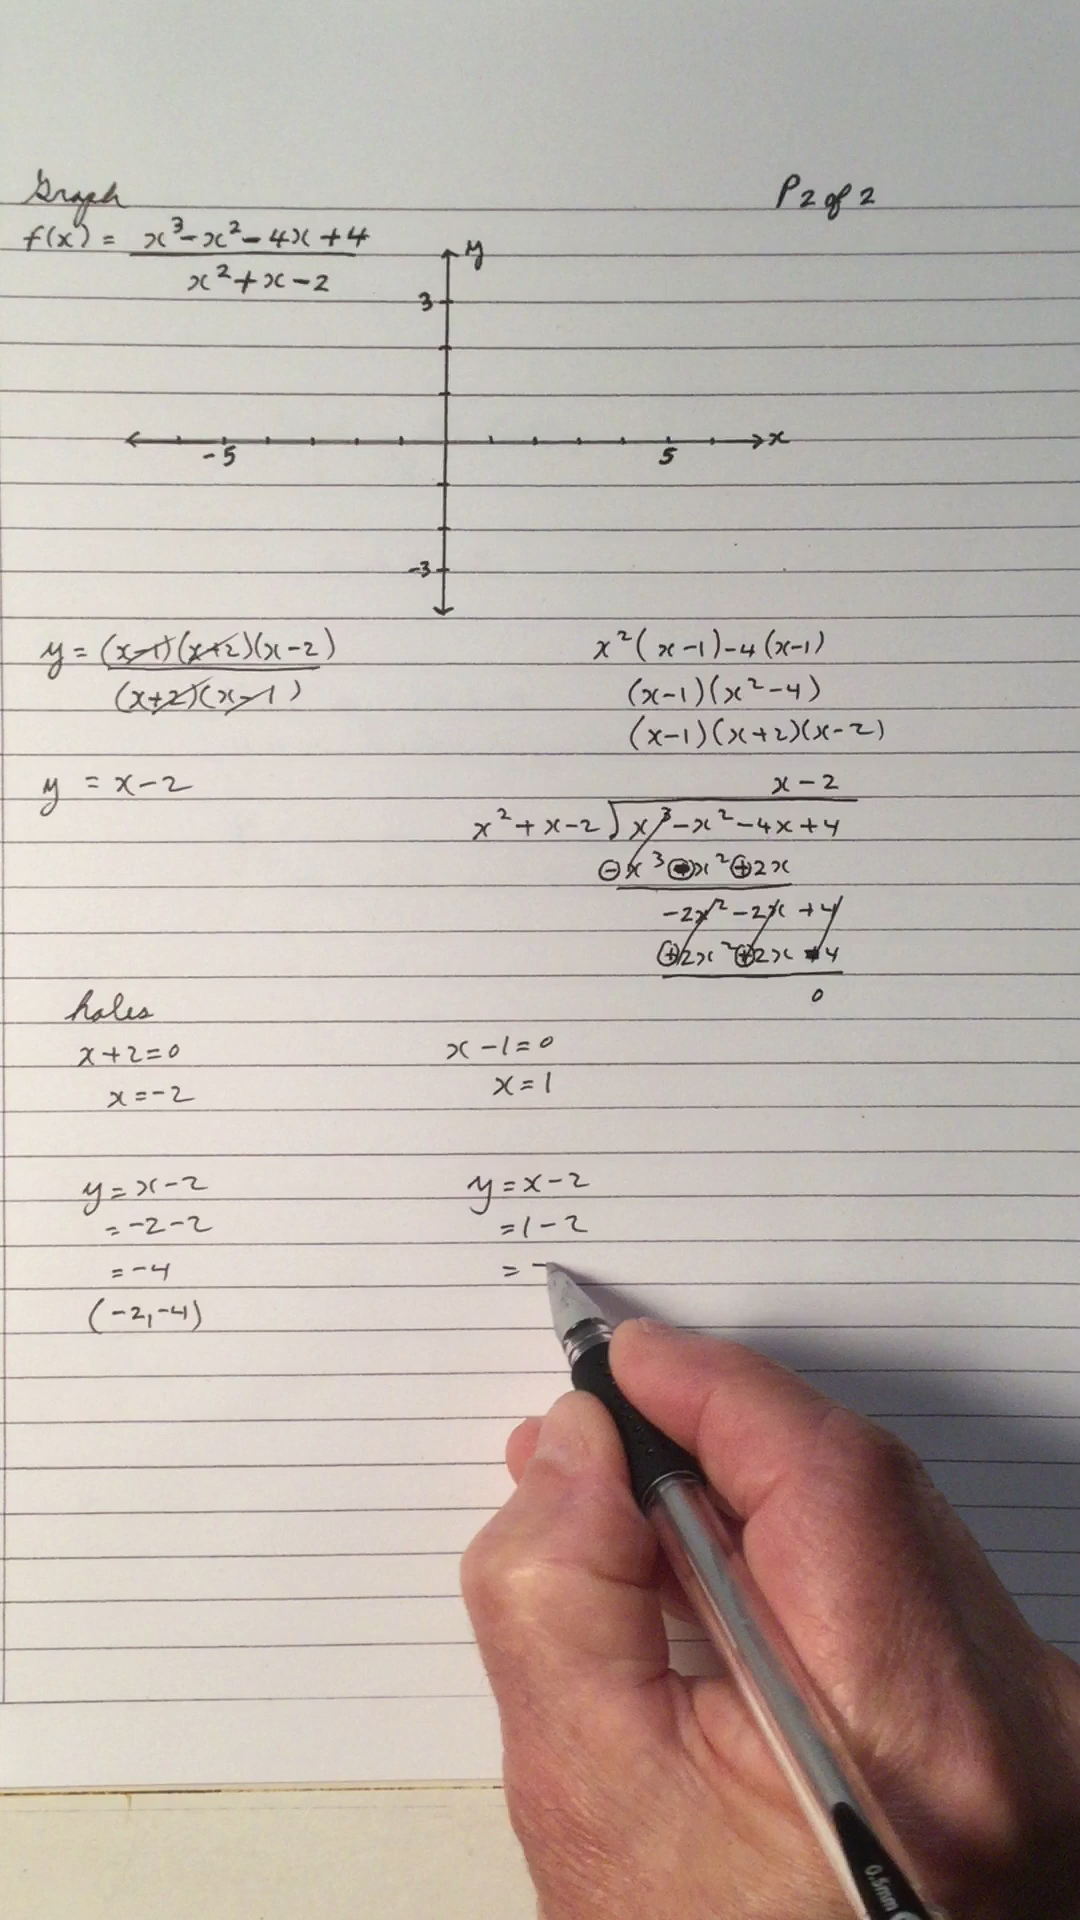 Graph
P2 of 2
f(x) = x³-x²-4x+4
x²+x-2
y
3
x
-5
5
-3
y = (x-1)(x+2)(x-2)
(x+2)(x-1)
x²(x-1)-4(x-1)
(x-1)(x²-4)
(x-1)(x+2)(x-2)
y = x-2
x-2
x²+x-2) x³-x²-4x+4
-x³-x²+2x
-2x²-2x+4
+2x²+2x-4
0
holes
x+2=0
x=-2
x-1=0
x=1
y=x-2
=-2-2
=-4
(-2,-4)
y=x-2
=1-2
=-
0.5mm